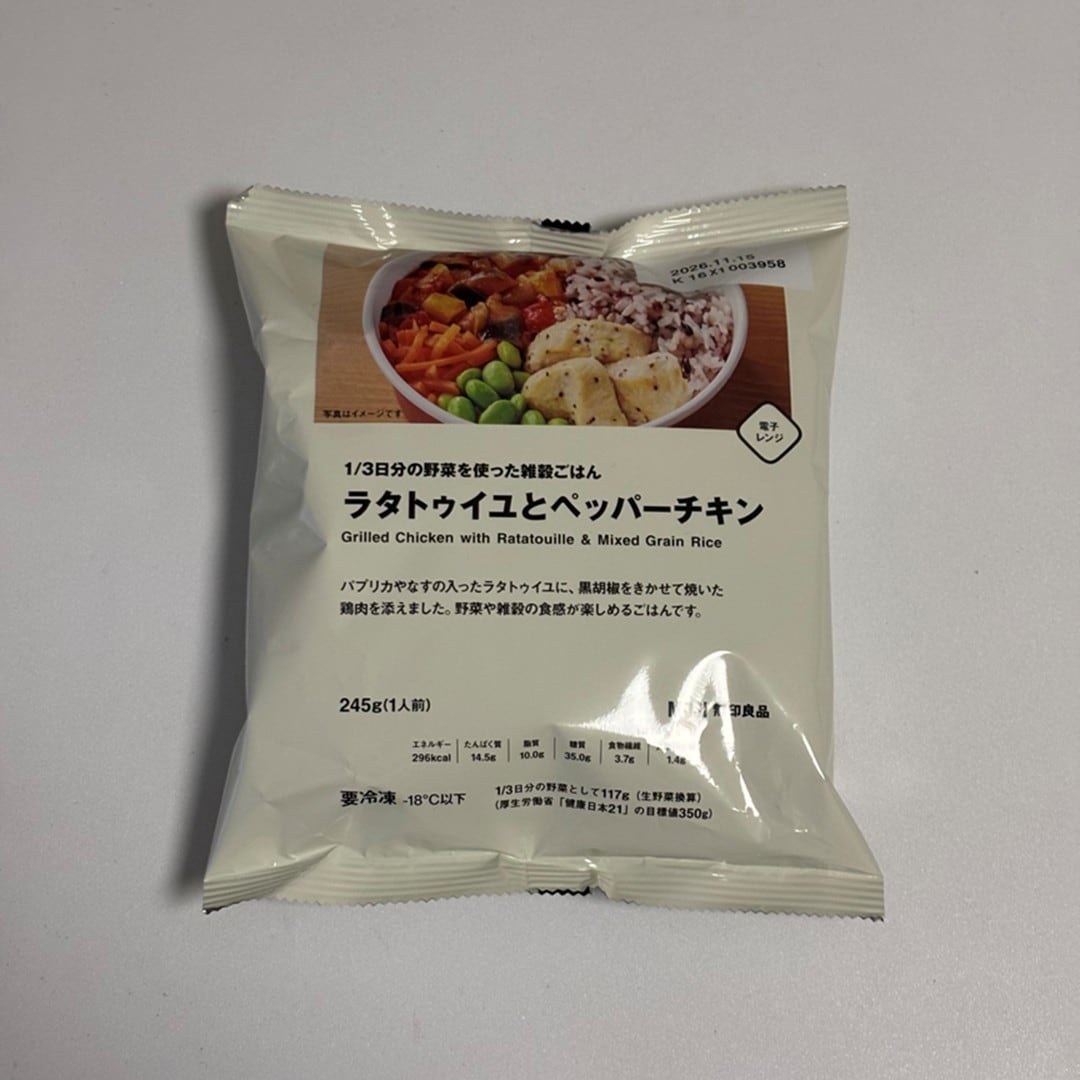 2026.11.15
K 16X1 003958
写真はイメージです
電子
レンジ
1/3日分の野菜を使った雑穀ごはん
ラタトゥイユとペッパーチキン
Grilled Chicken with Ratatouille & Mixed Grain Rice
パプリカやなすの入ったラタトゥイユに、黒胡椒をきかせて焼いた
鶏肉を添えました。野菜や雑穀の食感が楽しめるごはんです。
245g(1人前)
印良品
エネルギー たんぱく質 脂質 糖質 食物繊維
296kcal 14.5g 10.0g 35.0g 3.7g 1.4g
要冷凍 -18℃以下
1/3日分の野菜として117g(生野菜換算)
(厚生労働省「健康日本21」の目標値350g)